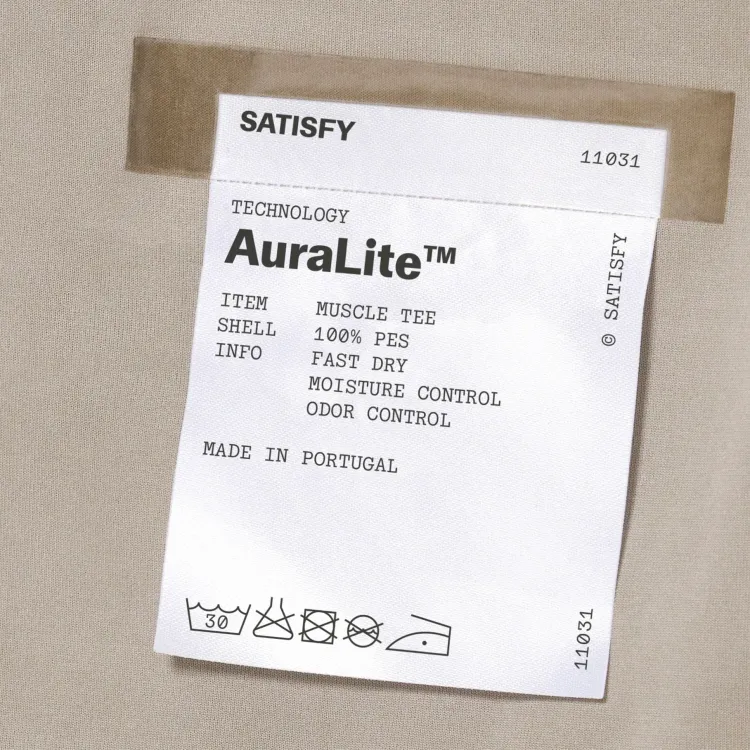 SATISFY
11031
TECHNOLOGY
AuraLite™
ITEM MUSCLE TEE
SHELL 100% PES
INFO FAST DRY
MOISTURE CONTROL
ODOR CONTROL
MADE IN PORTUGAL
© SATISFY
30
11031